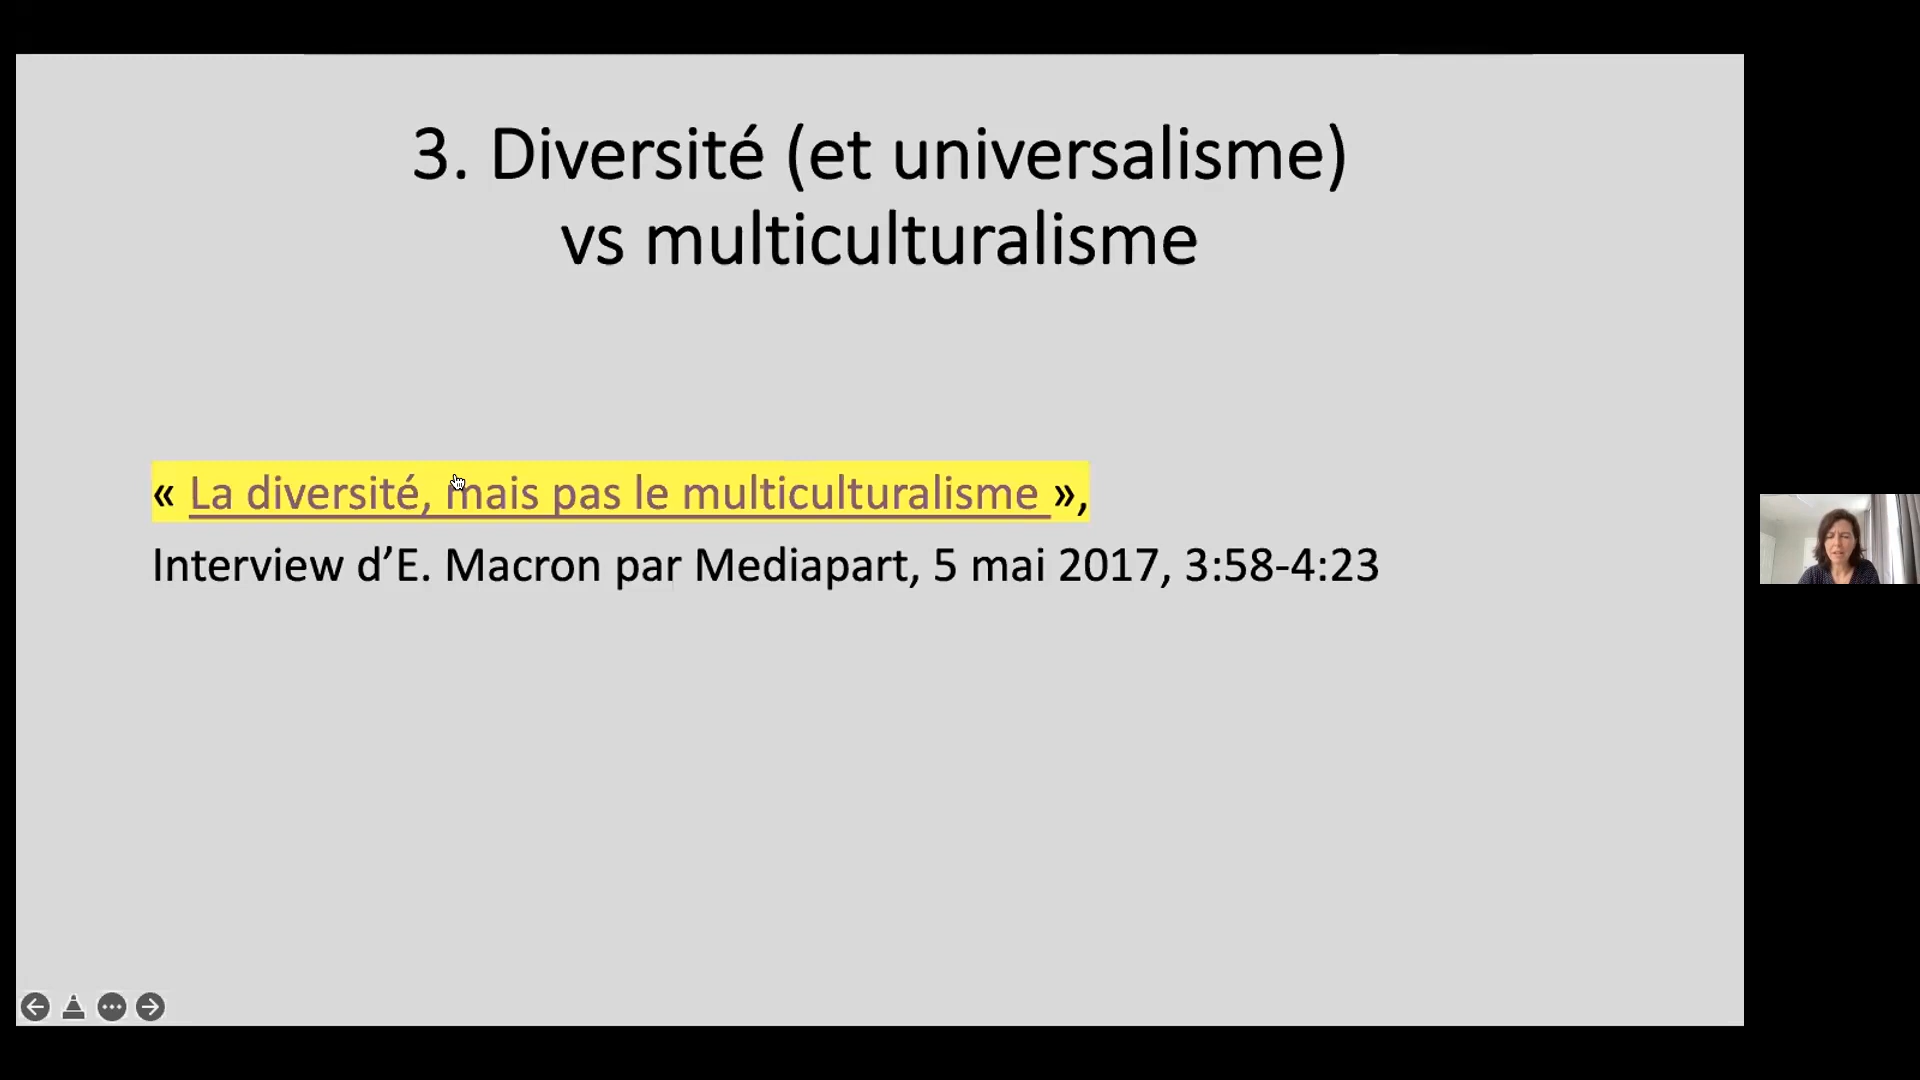 3. Diversité (et universalisme)
vs multiculturalisme
« La diversité, mais pas le multiculturalisme »,
Interview d’E. Macron par Mediapart, 5 mai 2017, 3:58-4:23